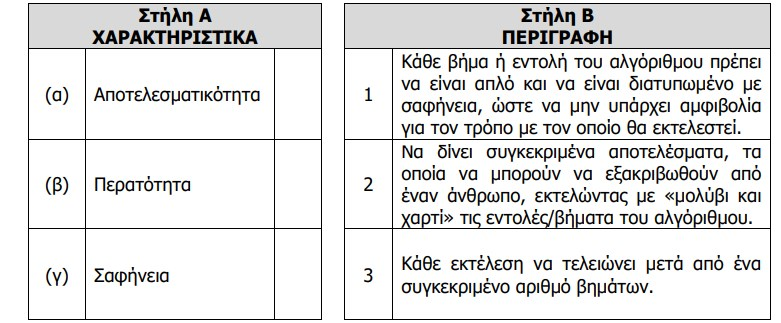 Στήλη Α
ΧΑΡΑΚΤΗΡΙΣΤΙΚΑ
(α) Αποτελεσματικότητα
(β) Περατότητα
(γ) Σαφήνεια
Στήλη Β
ΠΕΡΙΓΡΑΦΗ
1
Κάθε βήμα ή εντολή του αλγόριθμου πρέπει
να είναι απλό και να είναι διατυπωμένο με
σαφήνεια, ώστε να μην υπάρχει αμφιβολία
για τον τρόπο με τον οποίο θα εκτελεστεί.
2
Να δίνει συγκεκριμένα αποτελέσματα, τα
οποία να μπορούν να εξακριβωθούν από
έναν άνθρωπο, εκτελώντας με «μολύβι και
χαρτί» τις εντολές/βήματα του αλγόριθμου.
3
Κάθε εκτέλεση να τελειώνει μετά από ένα
συγκεκριμένο αριθμό βημάτων.